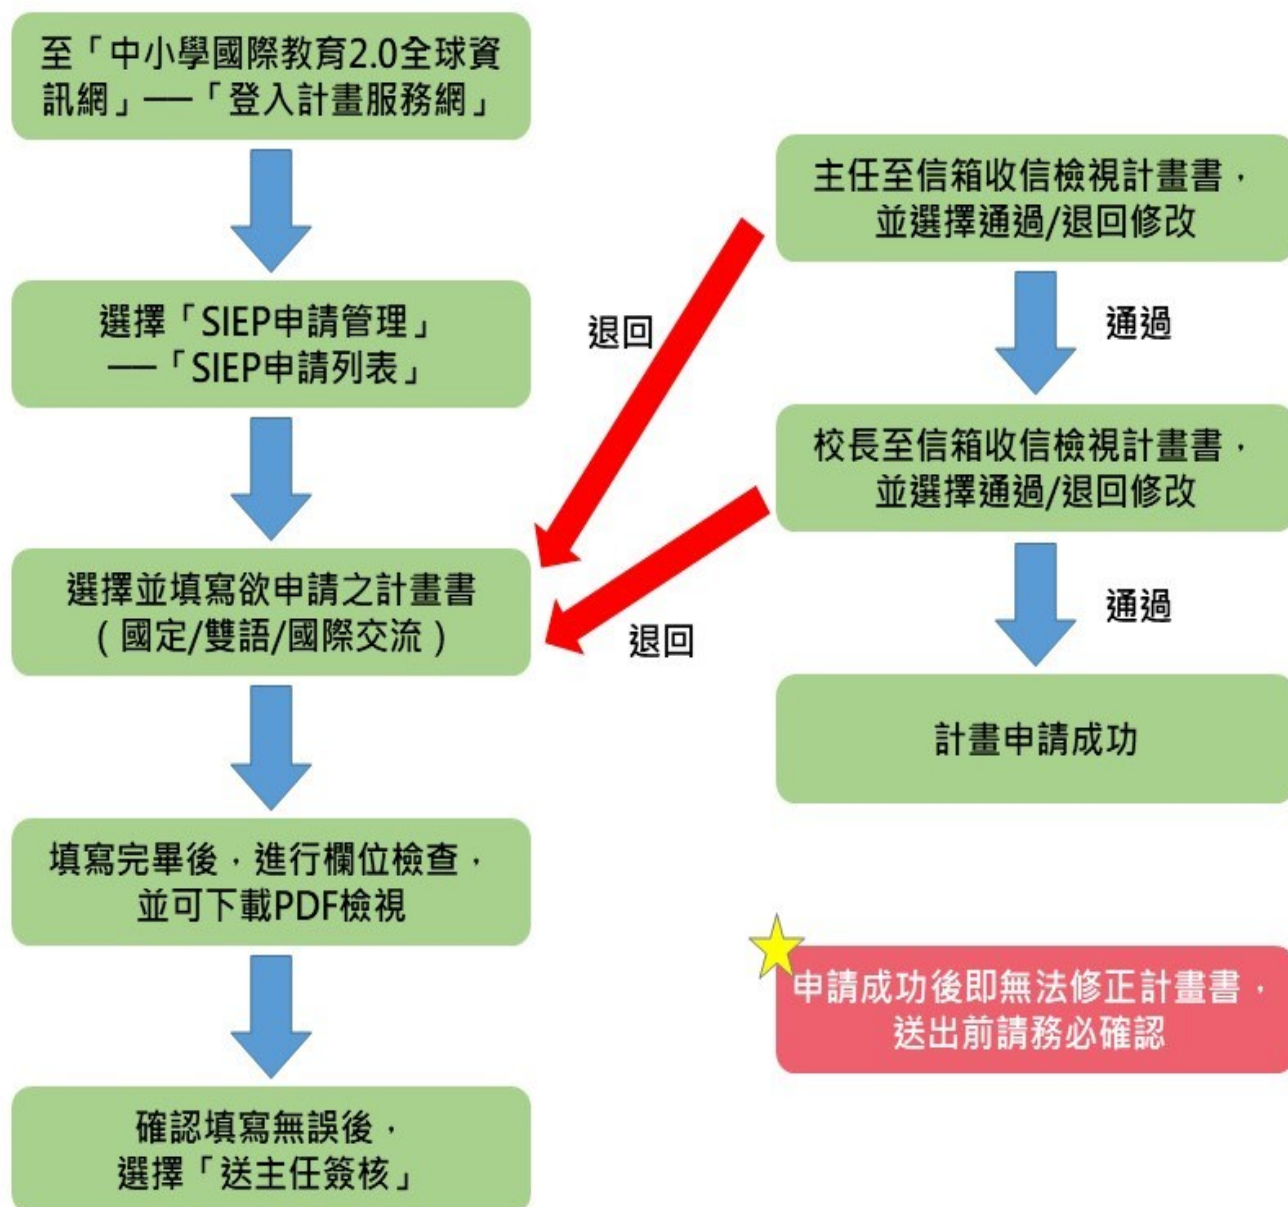 至「中小學國際教育2.0全球資
訊網」──「登入計畫服務網」
選擇「SIEP申請管理」
──「SIEP申請列表」
選擇並填寫欲申請之計畫書
(國定/雙語/國際交流)
填寫完畢後，進行欄位檢查，
並可下載PDF檢視
確認填寫無誤後，
選擇「送主任簽核」
主任至信箱收信檢視計畫書，
並選擇通過/退回修改
退回
通過
校長至信箱收信檢視計畫書，
並選擇通過/退回修改
退回
通過
計畫申請成功
申請成功後即無法修正計畫書，
送出前請務必確認